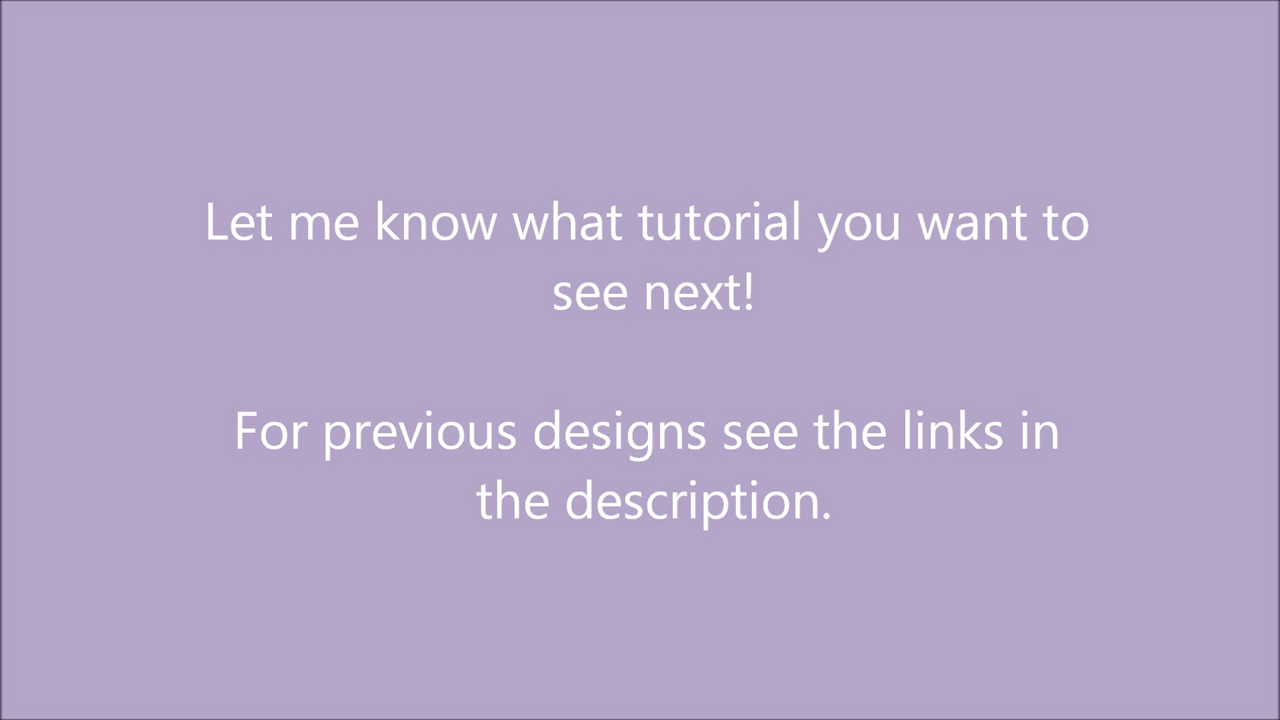 Let me know what tutorial you want to
see next!
For previous designs see the links in
the description.